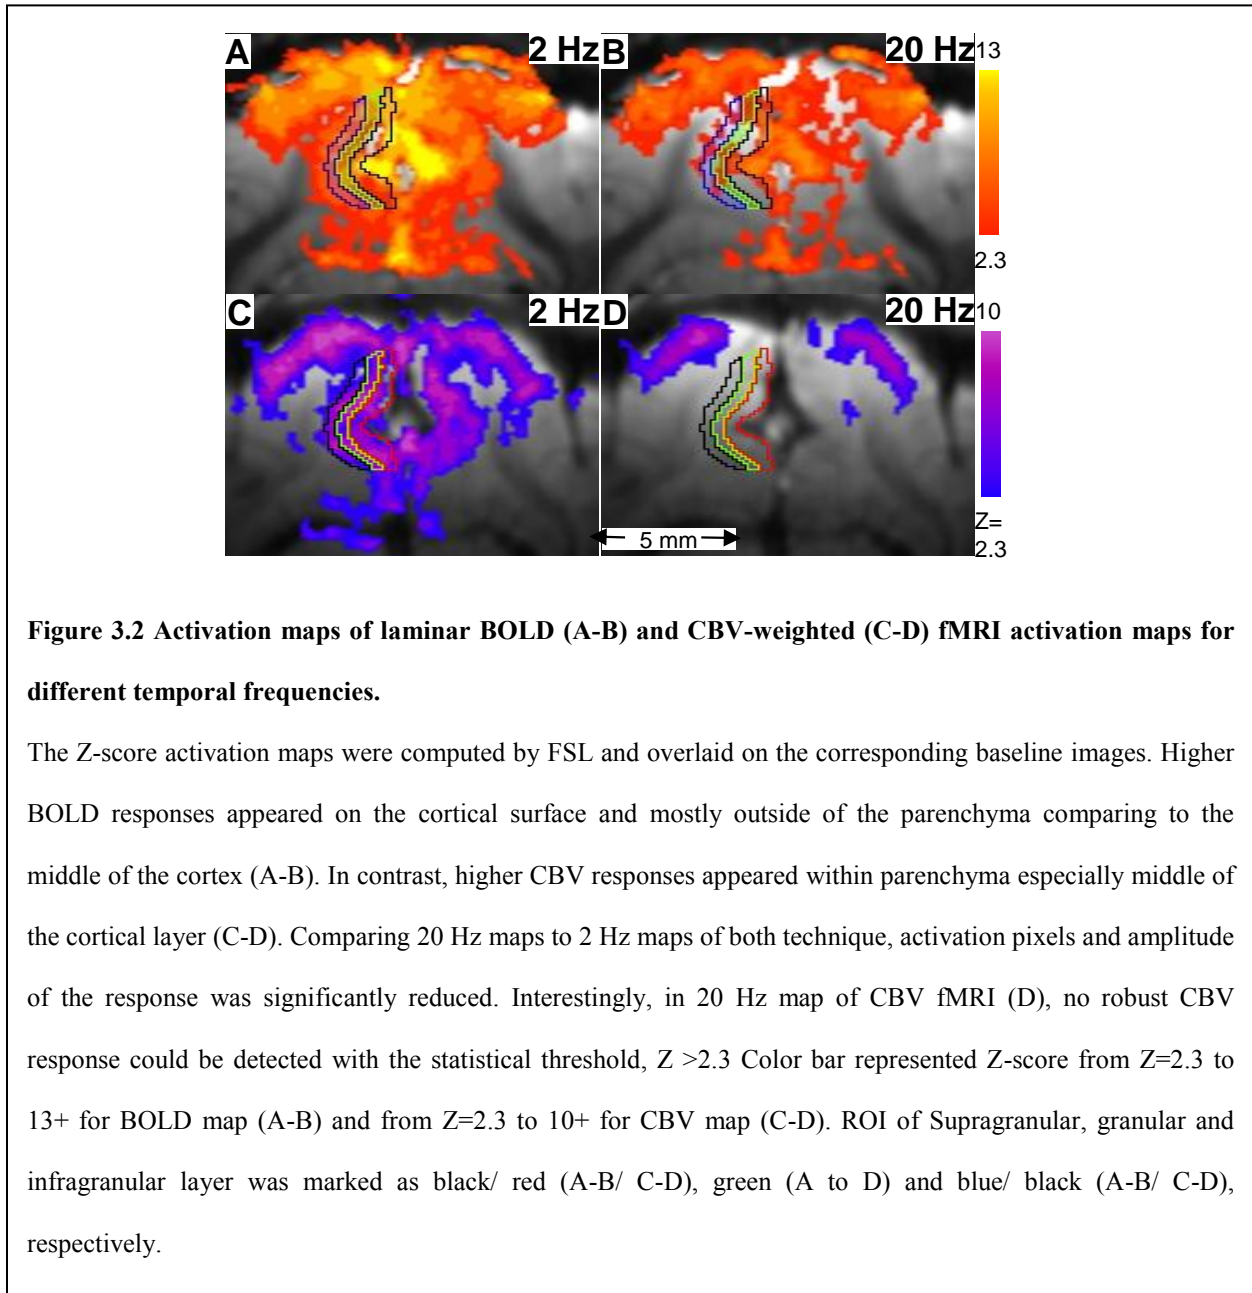 A 2 Hz B 20 Hz 13
2.3
C 2 Hz D 20 Hz 10
5 mm Z=
2.3
Figure 3.2 Activation maps of laminar BOLD (A-B) and CBV-weighted (C-D) fMRI activation maps for
different temporal frequencies.
The Z-score activation maps were computed by FSL and overlaid on the corresponding baseline images. Higher
BOLD responses appeared on the cortical surface and mostly outside of the parenchyma comparing to the
middle of the cortex (A-B). In contrast, higher CBV responses appeared within parenchyma especially middle of
the cortical layer (C-D). Comparing 20 Hz maps to 2 Hz maps of both technique, activation pixels and amplitude
of the response was significantly reduced. Interestingly, in 20 Hz map of CBV fMRI (D), no robust CBV
response could be detected with the statistical threshold, Z >2.3 Color bar represented Z-score from Z=2.3 to
13+ for BOLD map (A-B) and from Z=2.3 to 10+ for CBV map (C-D). ROI of Supragranular, granular and
infragranular layer was marked as black/ red (A-B/ C-D), green (A to D) and blue/ black (A-B/ C-D),
respectively.